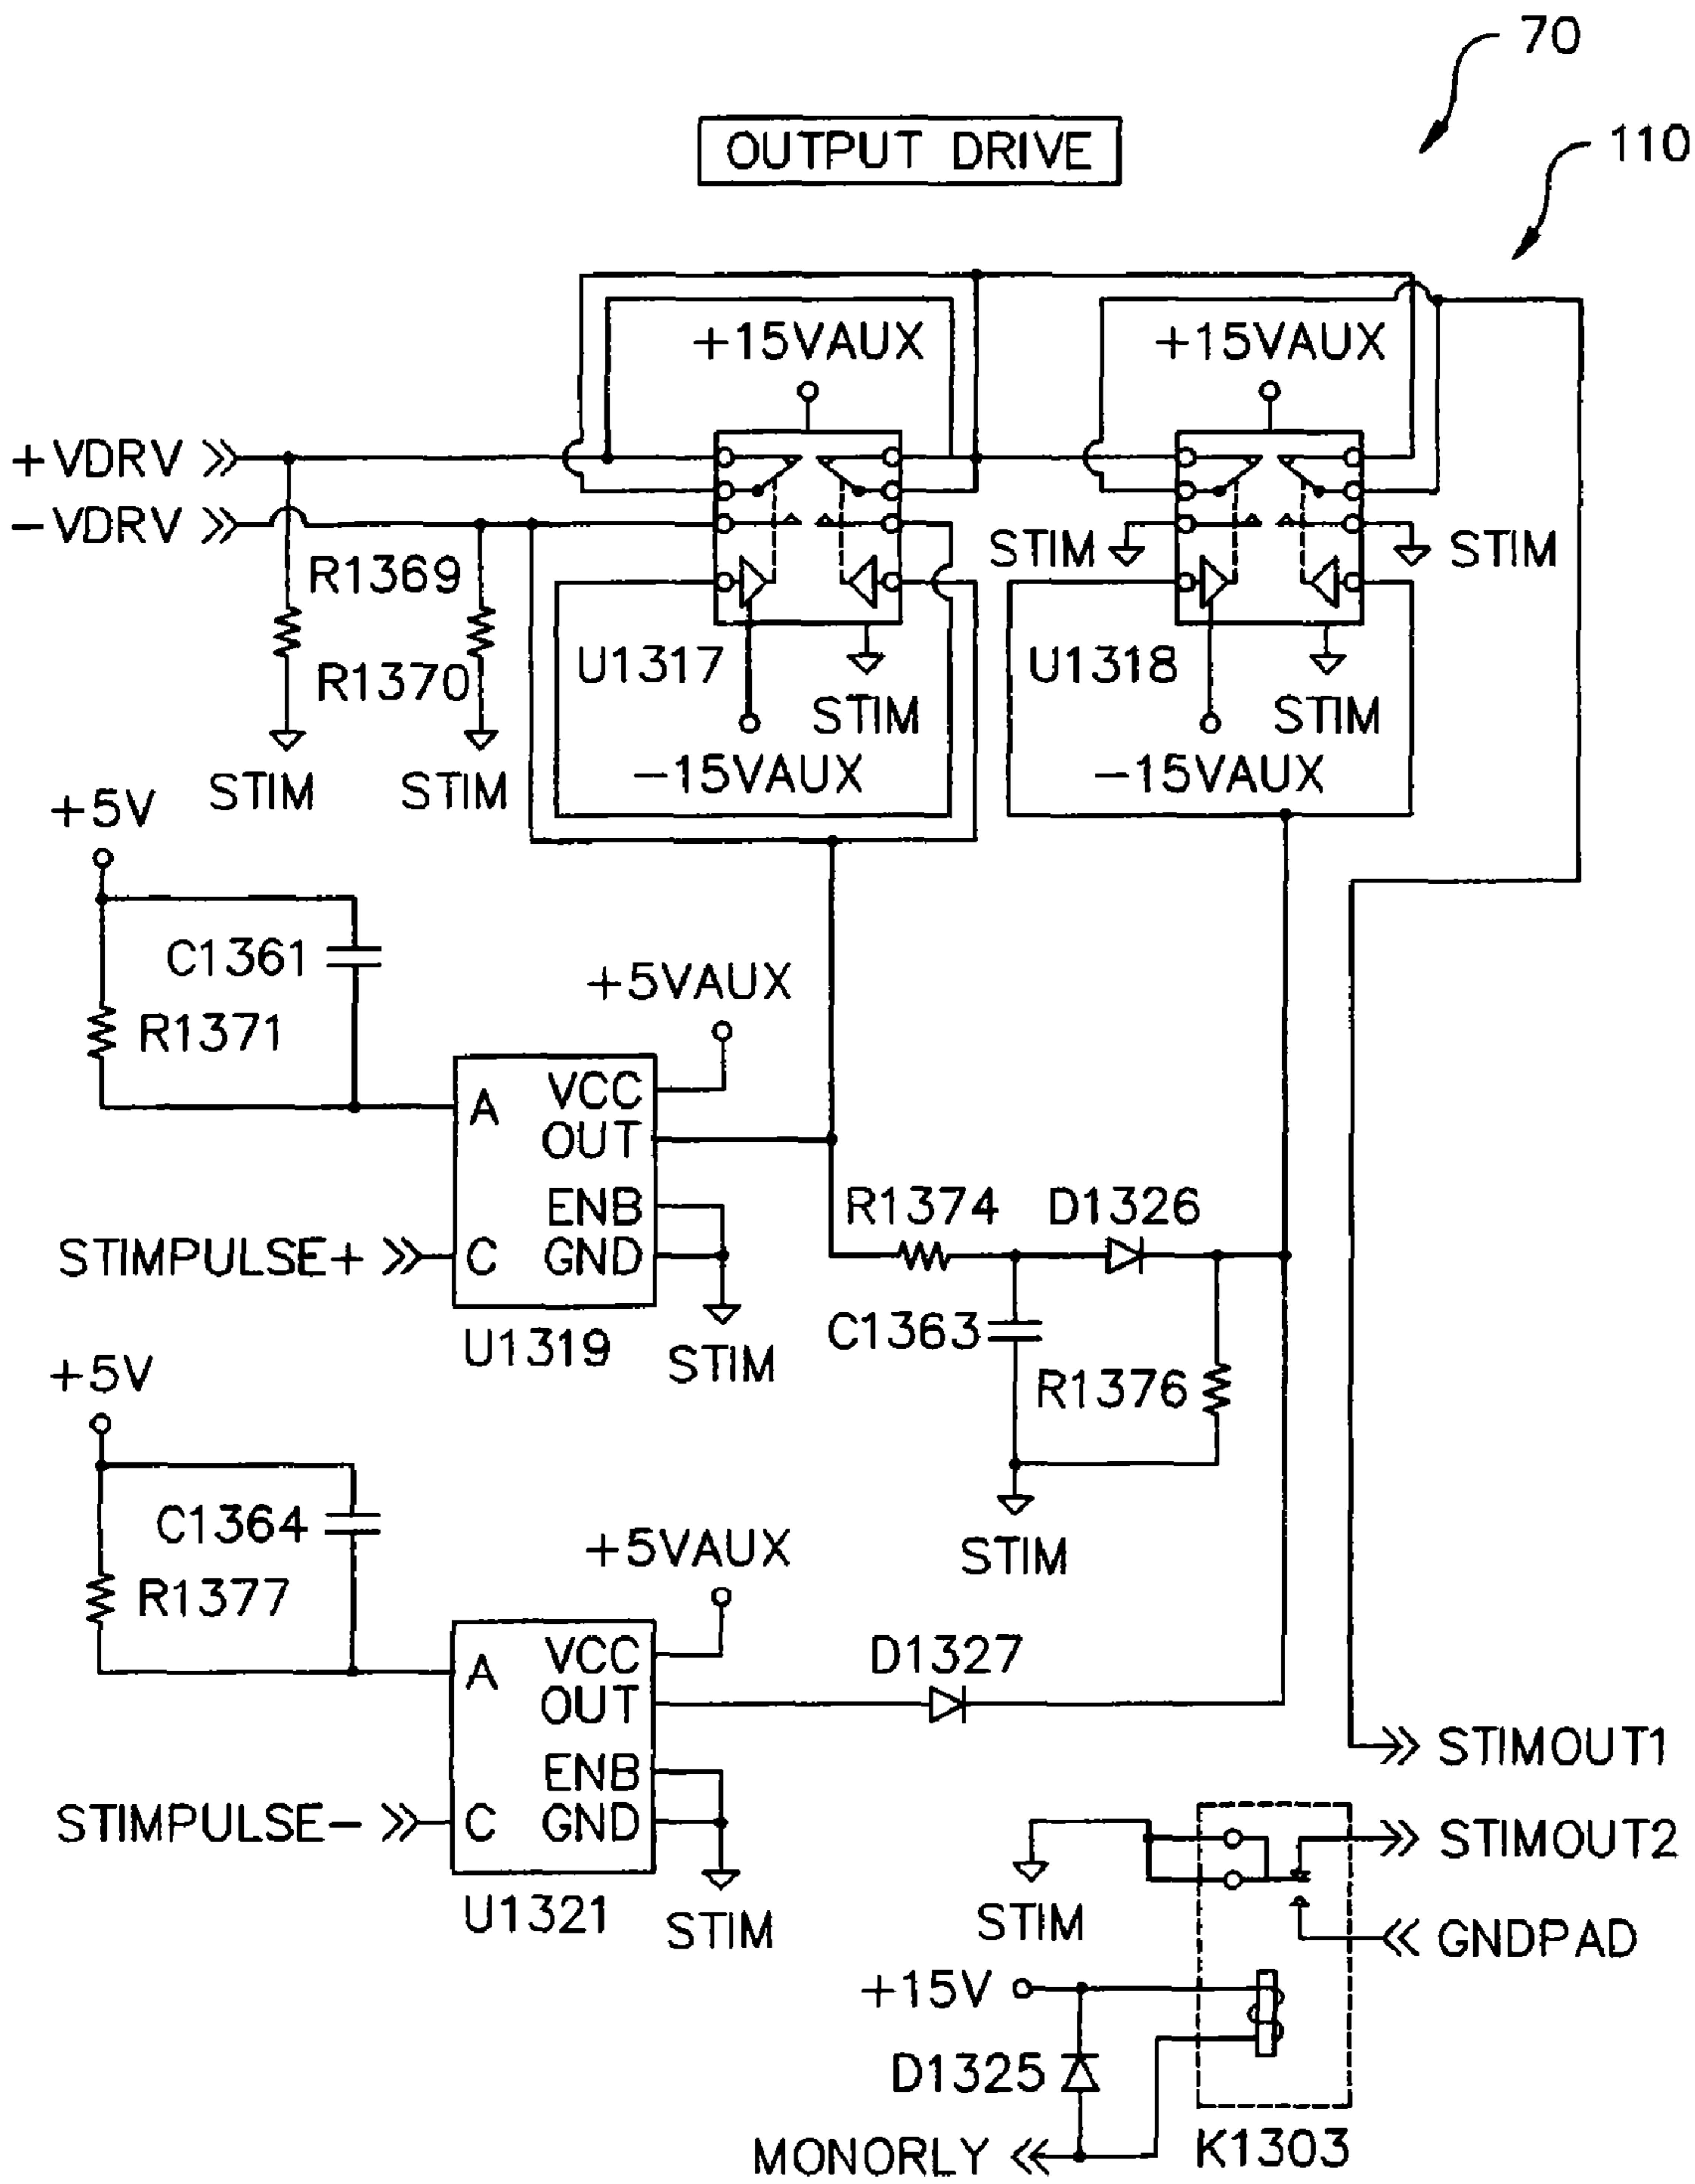 70
110
OUTPUT DRIVE
+15VAUX
+15VAUX
+VDRV
-VDRV
STIM
STIM
R1369
R1370
U1317
U1318
STIM
STIM
-15VAUX
-15VAUX
STIM
STIM
+5V
C1361
R1371
+5VAUX
A
VCC
OUT
ENB
GND
STIMPULSE+
C
U1319
STIM
R1374
D1326
C1363
R1376
STIM
+5V
C1364
R1377
+5VAUX
A
VCC
OUT
ENB
GND
STIMPULSE-
C
U1321
STIM
D1327
STIMOUT1
STIMOUT2
STIM
GNDPAD
+15V
D1325
MONORLY
K1303